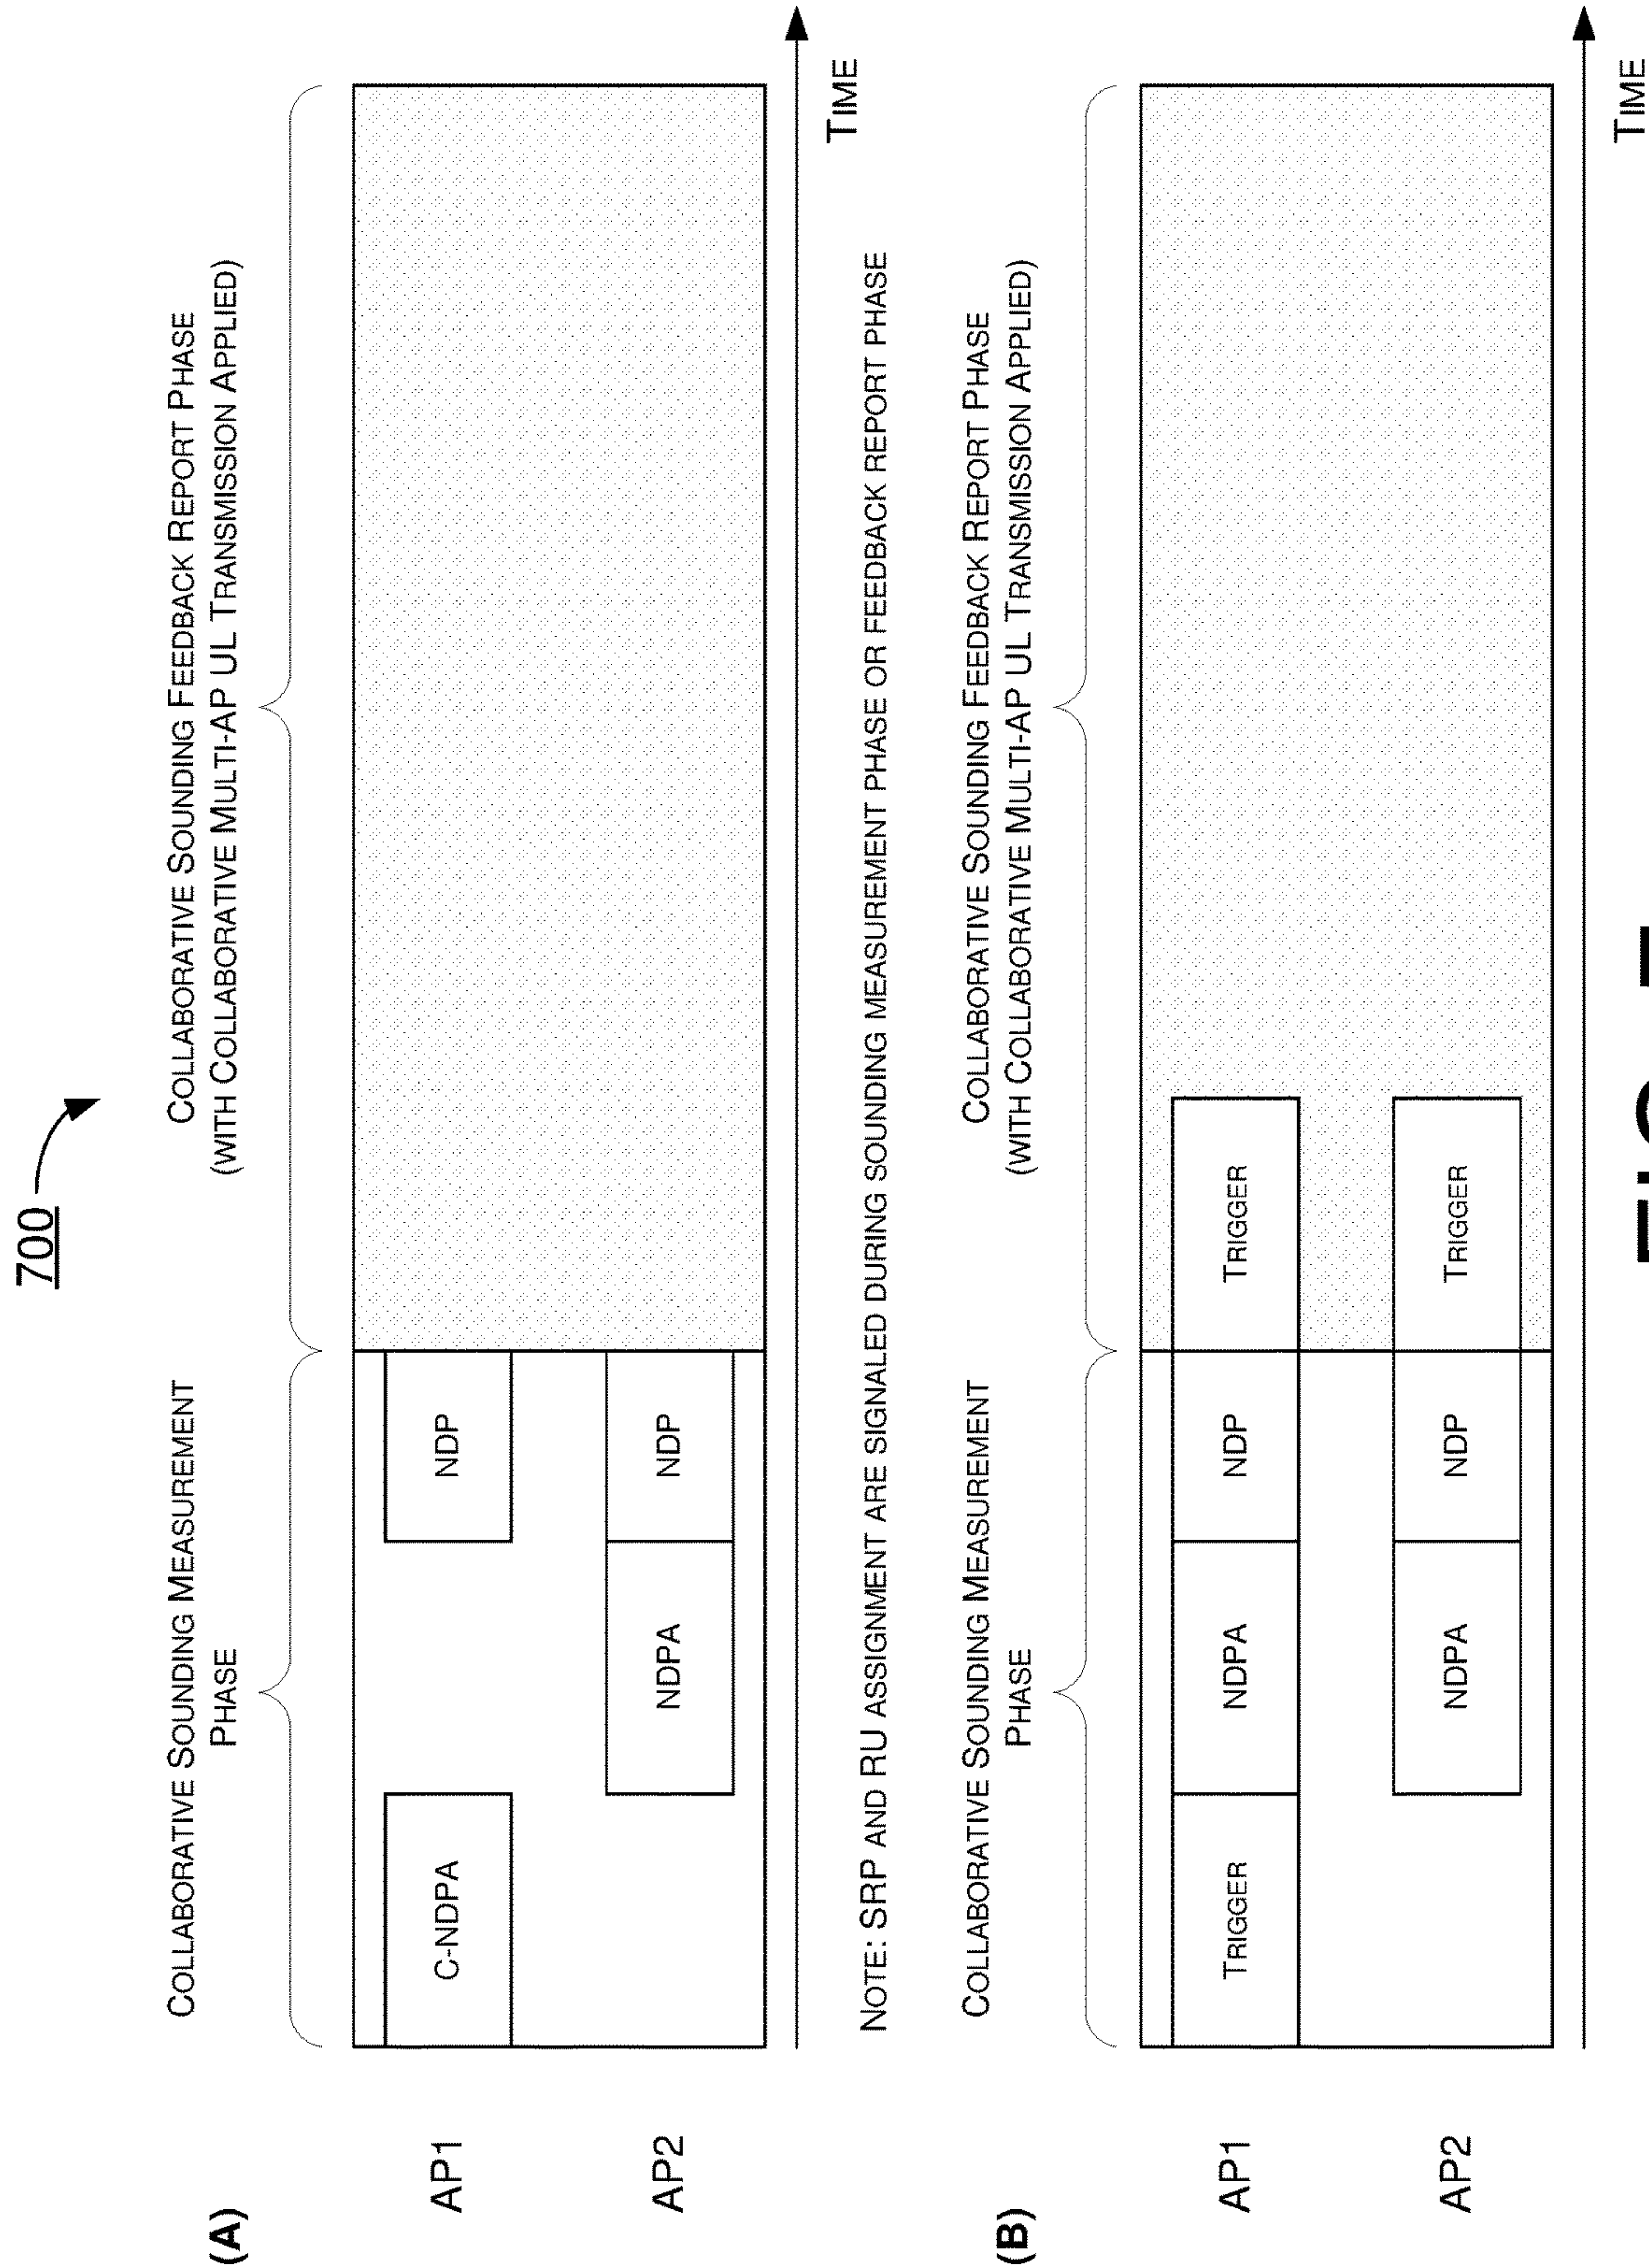 700
(A)
COLLABORATIVE SOUNDING MEASUREMENT
PHASE
COLLABORATIVE SOUNDING FEEDBACK REPORT PHASE
(WITH COLLABORATIVE MULTI-AP UL TRANSMISSION APPLIED)
AP1
C-NDPA
NDP
AP2
NDPA
NDP
TIME
NOTE: SRP AND RU ASSIGNMENT ARE SIGNALED DURING SOUNDING MEASUREMENT PHASE OR FEEDBACK REPORT PHASE
(B)
COLLABORATIVE SOUNDING MEASUREMENT
PHASE
COLLABORATIVE SOUNDING FEEDBACK REPORT PHASE
(WITH COLLABORATIVE MULTI-AP UL TRANSMISSION APPLIED)
AP1
TRIGGER
NDPA
NDP
TRIGGER
AP2
NDPA
NDP
TRIGGER
TIME